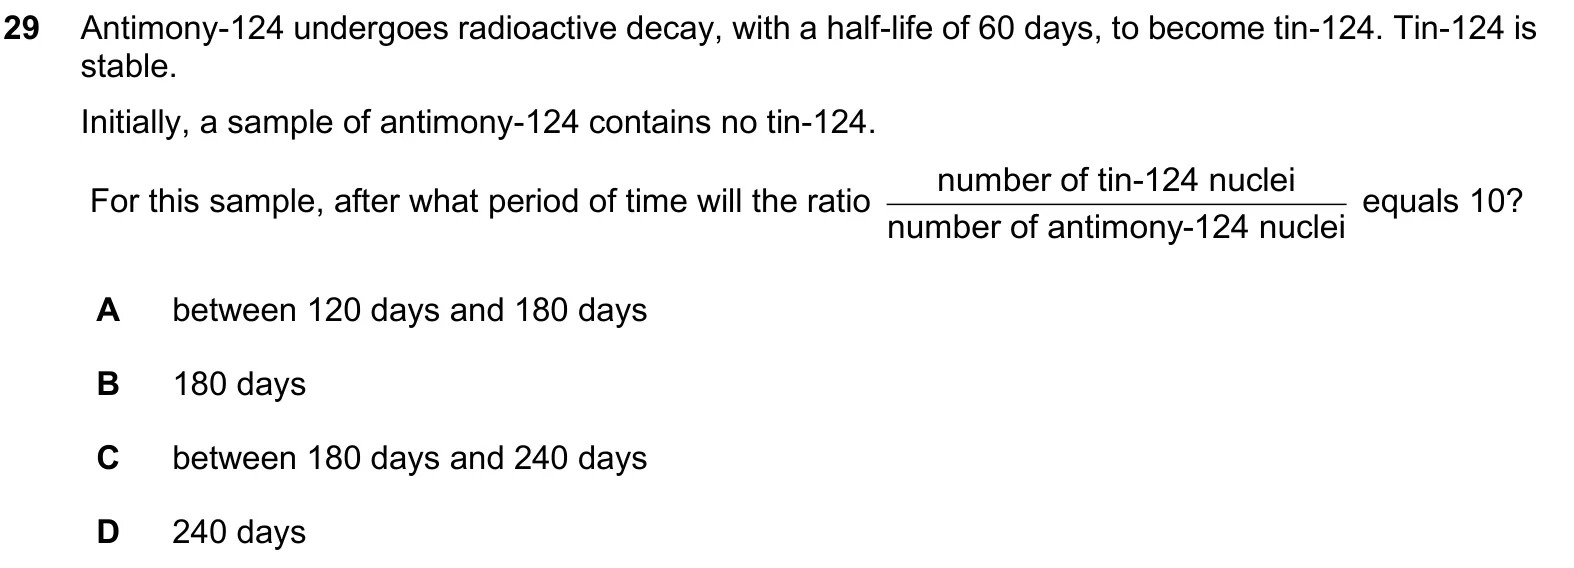 29 Antimony-124 undergoes radioactive decay, with a half-life of 60 days, to become tin-124. Tin-124 is
stable.
Initially, a sample of antimony-124 contains no tin-124.
For this sample, after what period of time will the ratio number of tin-124 nuclei / number of antimony-124 nuclei equals 10?
A between 120 days and 180 days
B 180 days
C between 180 days and 240 days
D 240 days